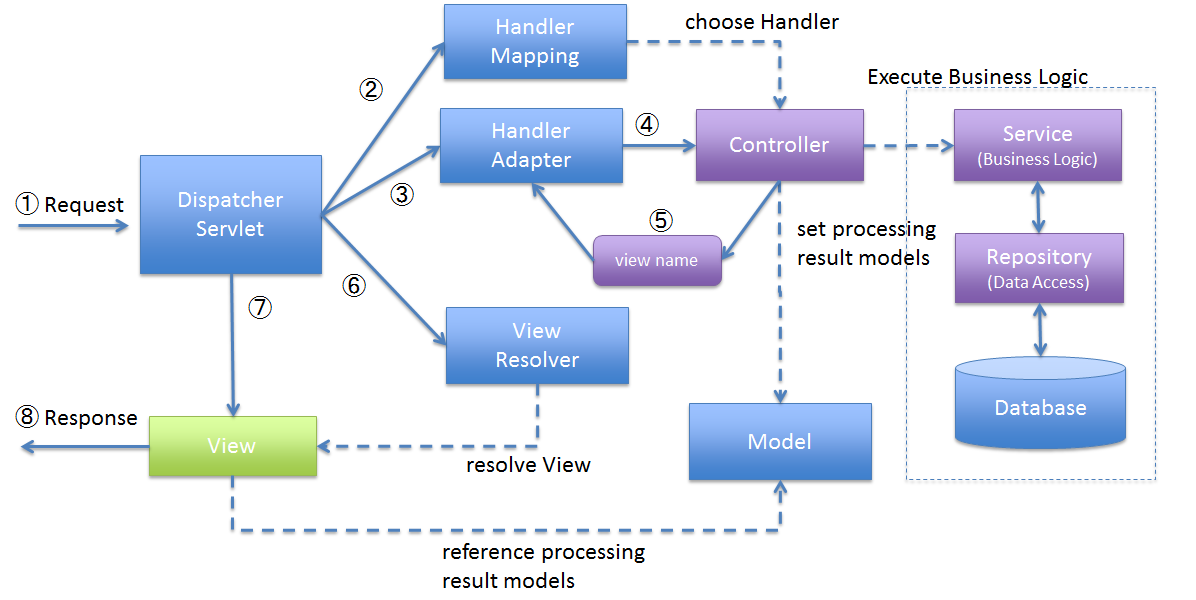 Handler
Mapping
choose Handler
②
Execute Business Logic
Handler
Adapter
④
Controller
Service
(Business Logic)
③
① Request
Dispatcher
Servlet
⑤
view name
set processing
result models
Repository
(Data Access)
⑥
⑦
View
Resolver
Database
⑧ Response
View
Model
resolve View
reference processing
result models